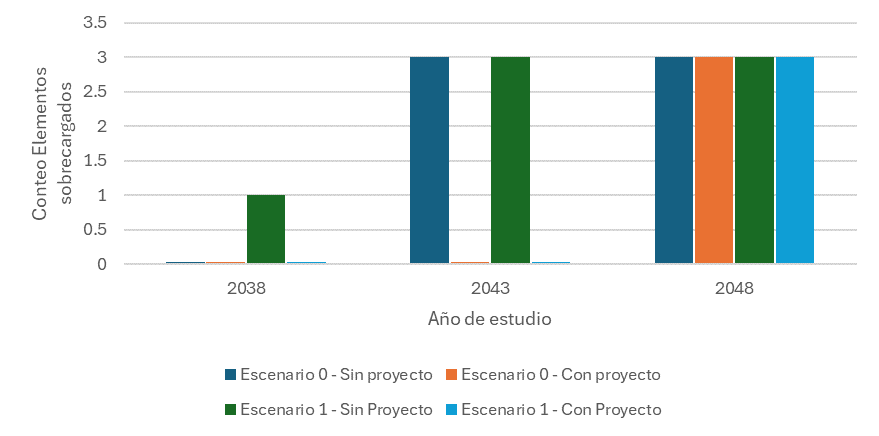 3.5
3
2.5
2
1.5
1
0.5
0
Conteo Elementos
sobrecargados
2038 2043 2048
Año de estudio
Escenario 0 - Sin proyecto Escenario 0 - Con proyecto
Escenario 1 - Sin Proyecto Escenario 1 - Con Proyecto